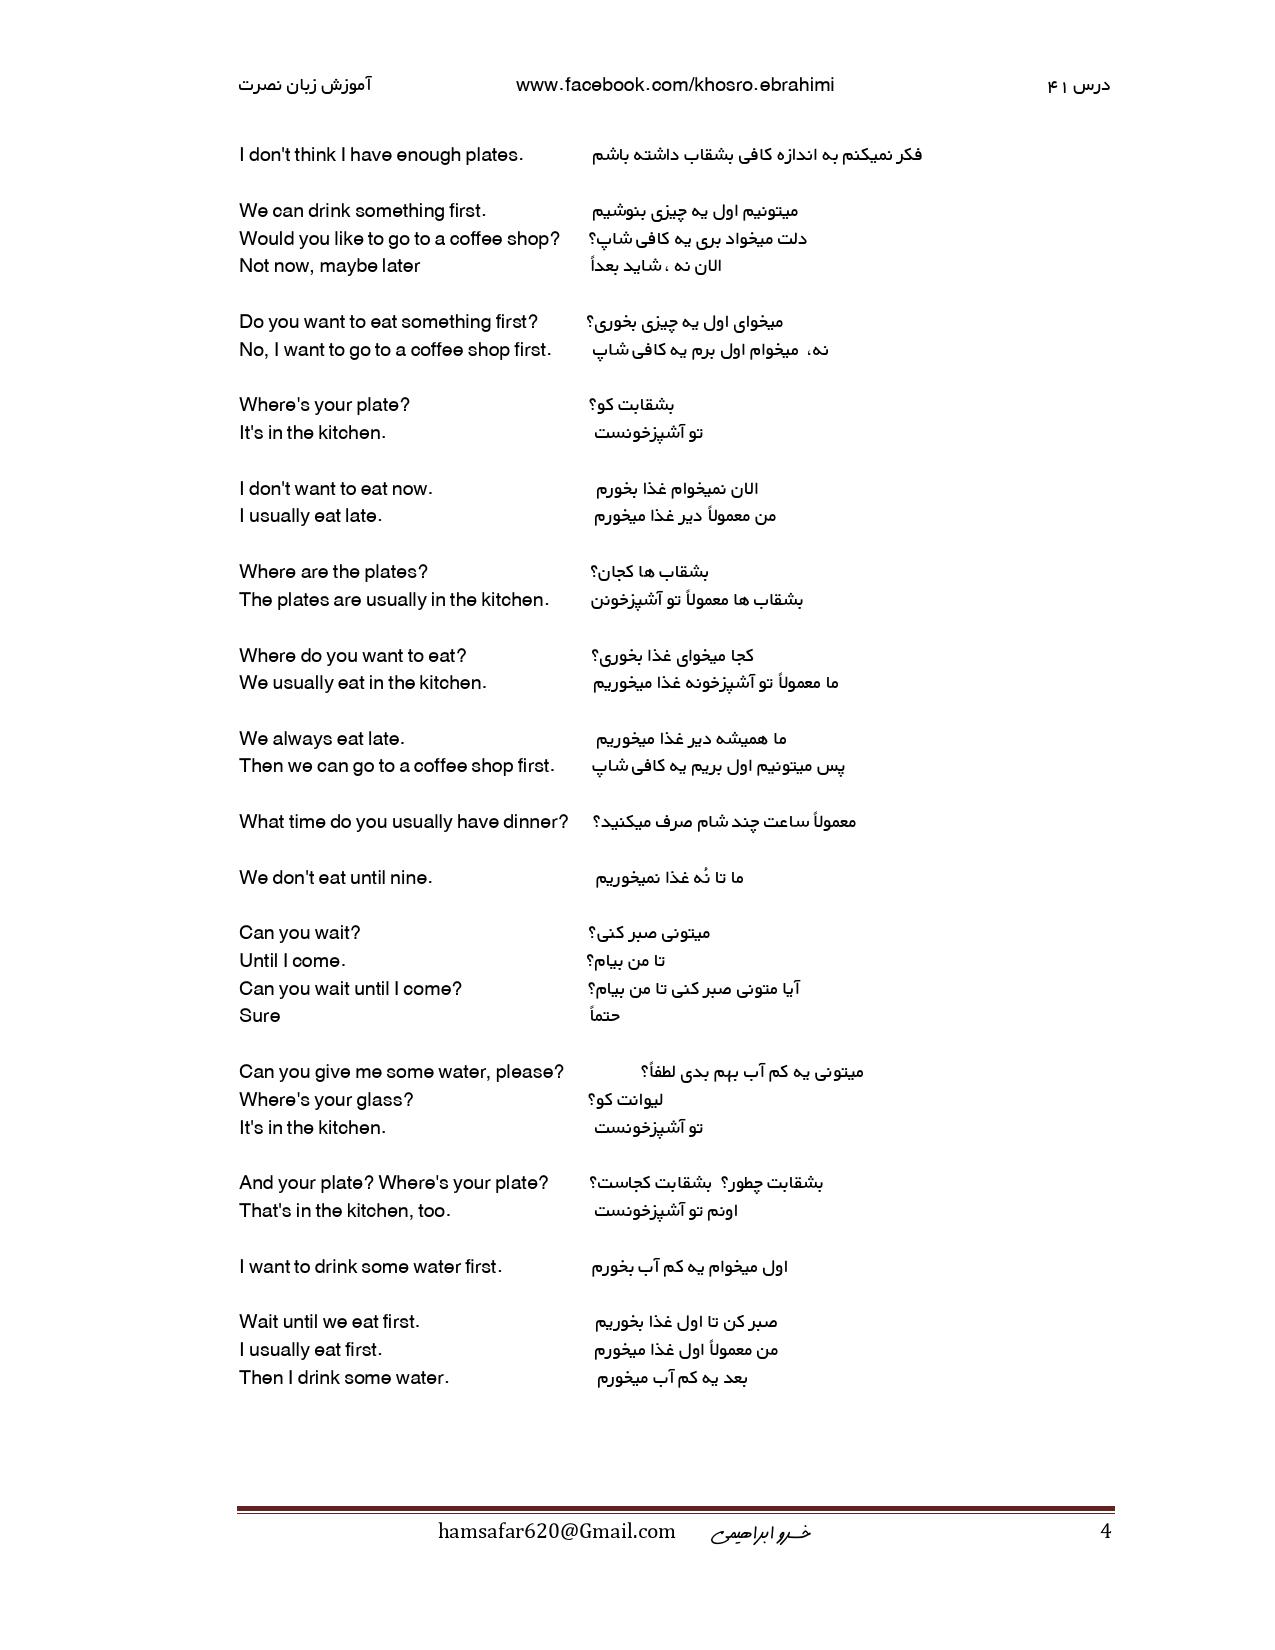 آموزش زبان نصرت www.facebook.com/khosro.ebrahimi درس ۴۱
I don't think I have enough plates. فکر نمیکنم به اندازه کافی بشقاب داشته باشم
We can drink something first. میتونیم اول یه چیزی بنوشیم
Would you like to go to a coffee shop? دلت میخواد بری یه کافی شاپ؟
Not now, maybe later الان نه ، شاید بعداً
Do you want to eat something first? میخوای اول یه چیزی بخوری؟
No, I want to go to a coffee shop first. نه، میخوام اول برم یه کافی شاپ
Where's your plate? بشقابت کو؟
It's in the kitchen. تو آشپزخونست
I don't want to eat now. الان نمیخوام غذا بخورم
I usually eat late. من معمولاً دیر غذا میخورم
Where are the plates? بشقاب ها کجان؟
The plates are usually in the kitchen. بشقاب ها معمولاً تو آشپزخونن
Where do you want to eat? کجا میخوای غذا بخوری؟
We usually eat in the kitchen. ما معمولاً تو آشپزخونه غذا میخوریم
We always eat late. ما همیشه دیر غذا میخوریم
Then we can go to a coffee shop first. پس میتونیم اول بریم یه کافی شاپ
What time do you usually have dinner? معمولاً ساعت چند شام صرف میکنید؟
We don't eat until nine. ما تا نُه غذا نمیخوریم
Can you wait? میتونی صبر کنی؟
Until I come. تا من بیام؟
Can you wait until I come? آیا متونی صبر کنی تا من بیام؟
Sure حتماً
Can you give me some water, please? میتونی یه کم آب بهم بدی لطفاً؟
Where's your glass? لیوانت کو؟
It's in the kitchen. تو آشپزخونست
And your plate? Where's your plate? بشقابت چطور؟ بشقابت کجاست؟
That's in the kitchen, too. اونم تو آشپزخونست
I want to drink some water first. اول میخوام یه کم آب بخورم
Wait until we eat first. صبر کن تا اول غذا بخوریم
I usually eat first. من معمولاً اول غذا میخورم
Then I drink some water. بعد یه کم آب میخورم
hamsafar620@Gmail.com خسرو ابراهیمی 4